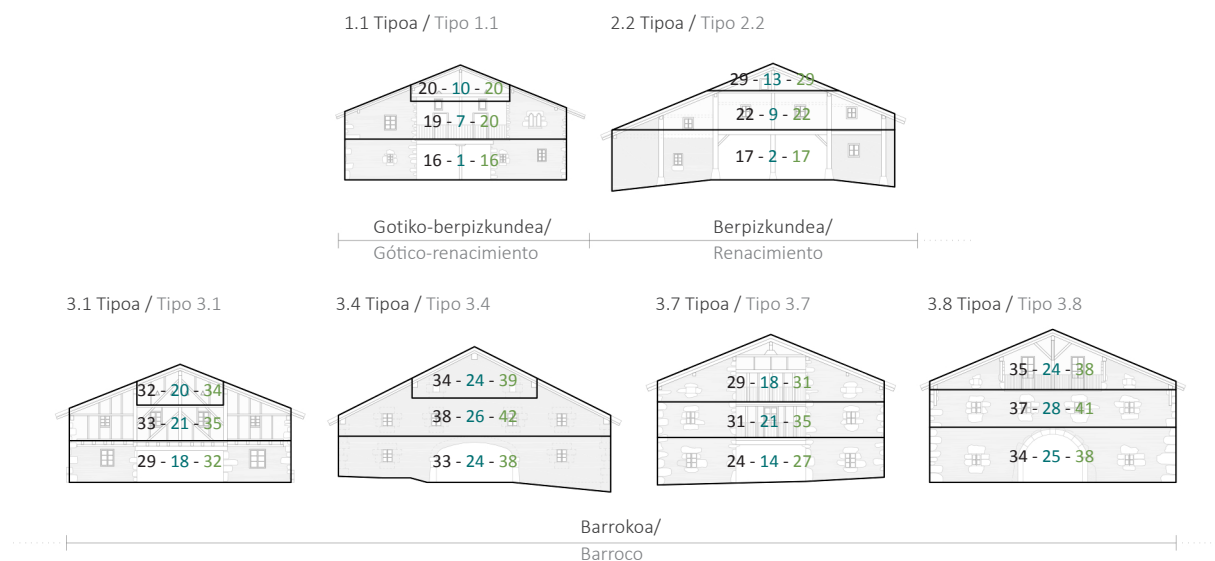 1.1 Tipoa / Tipo 1.1
2.2 Tipoa / Tipo 2.2
20 - 10 - 20
19 - 7 - 20
16 - 1 - 16
29 - 13 - 29
22 - 9 - 22
17 - 2 - 17
Gotiko-berpizkundea/
Gótico-renacimiento
Berpizkundea/
Renacimiento
3.1 Tipoa / Tipo 3.1
3.4 Tipoa / Tipo 3.4
3.7 Tipoa / Tipo 3.7
3.8 Tipoa / Tipo 3.8
32 - 20 - 34
33 - 21 - 35
29 - 18 - 32
34 - 24 - 39
38 - 26 - 42
33 - 24 - 38
29 - 18 - 31
31 - 21 - 35
24 - 14 - 27
35 - 24 - 38
37 - 28 - 41
34 - 25 - 38
Barrokoa/
Barroco